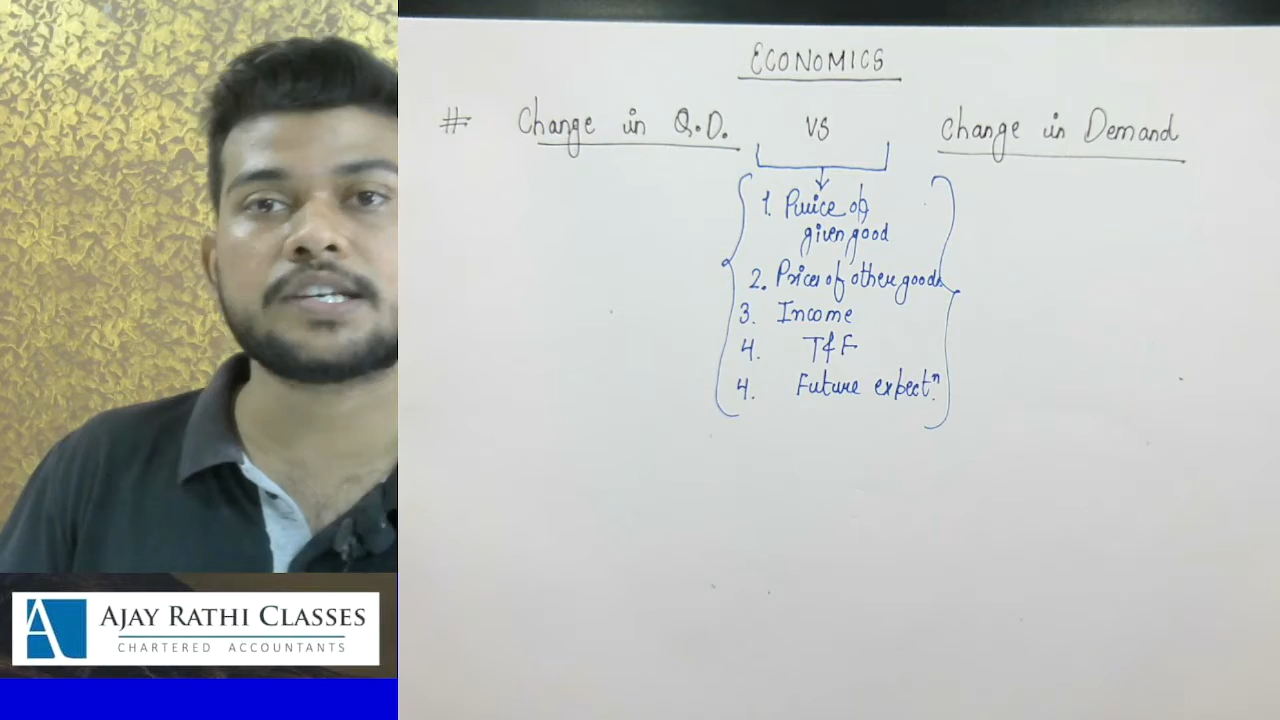 ECONOMICS
# Change in Q.D. vs Change in Demand
1. Price of
given good
2. Prices of other goods
3. Income
4. T&F
4. Future expectn.
A
AJAY RATHI CLASSES
CHARTERED ACCOUNTANTS